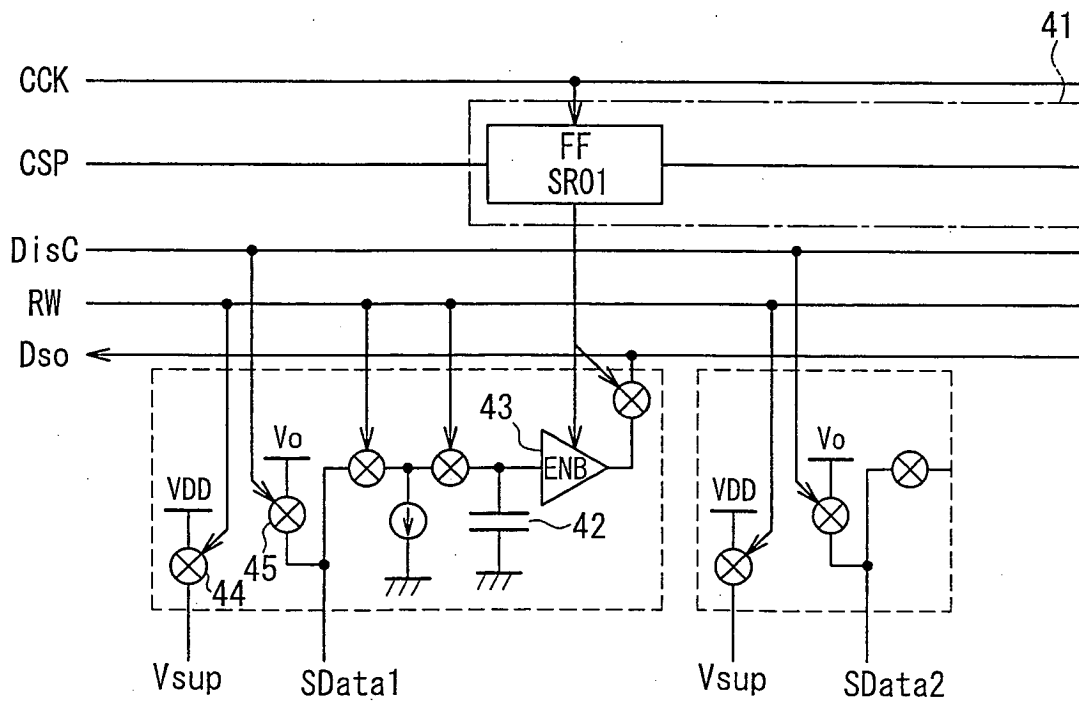 41
CCK
CSP
FF
SR01
DisC
RW
Dso
43
Vo
ENB
Vo
VDD
VDD
42
45
44
Vsup
SData1
Vsup
SData2